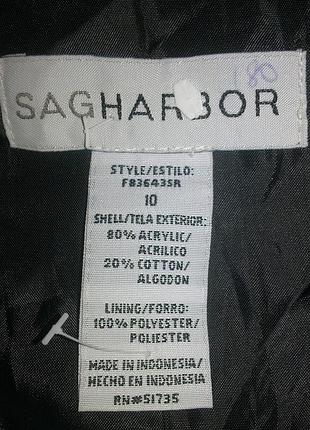 180
SAGHARBOR
STYLE/ESTILO:
F83643SR
10
SHELL/TELA EXTERIOR:
80% ACRYLIC/
ACRILICO
20% COTTON/
ALGODON
LINING/FORRO:
100% POLYESTER/
POLIESTER
MADE IN INDONESIA/
HECHO EN INDONESIA
RN#51735